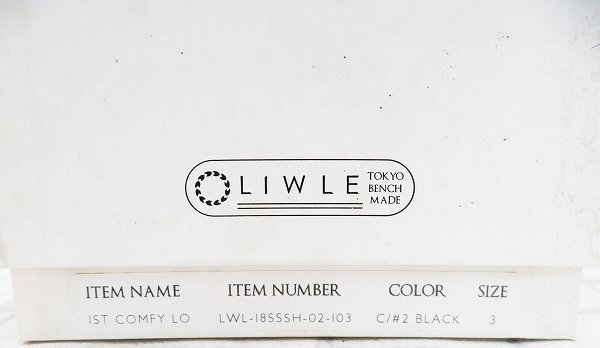 LIWLE
TOKYO
BENCH
MADE
ITEM NAME ITEM NUMBER COLOR SIZE
1ST COMFY LO LWL-18SSSH-02-103 C/#2 BLACK 3